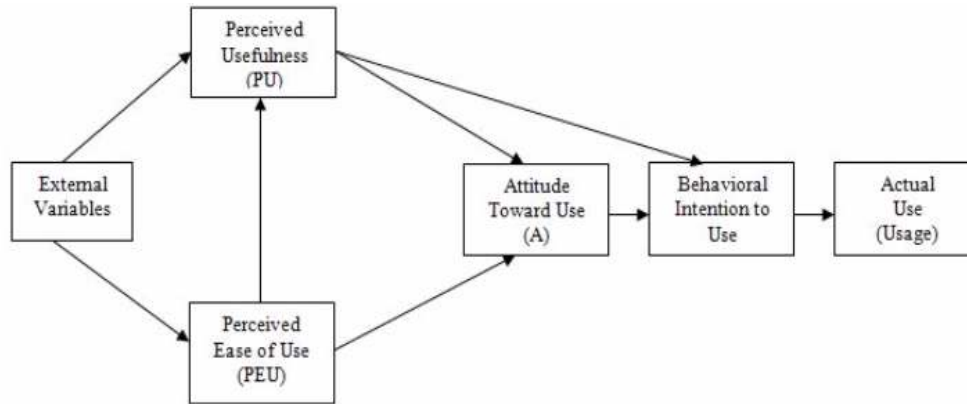 Perceived
Usefulness
(PU)
External
Variables
Attitude
Toward Use
(A)
Behavioral
Intention to
Use
Actual
Use
(Usage)
Perceived
Ease of Use
(PEU)